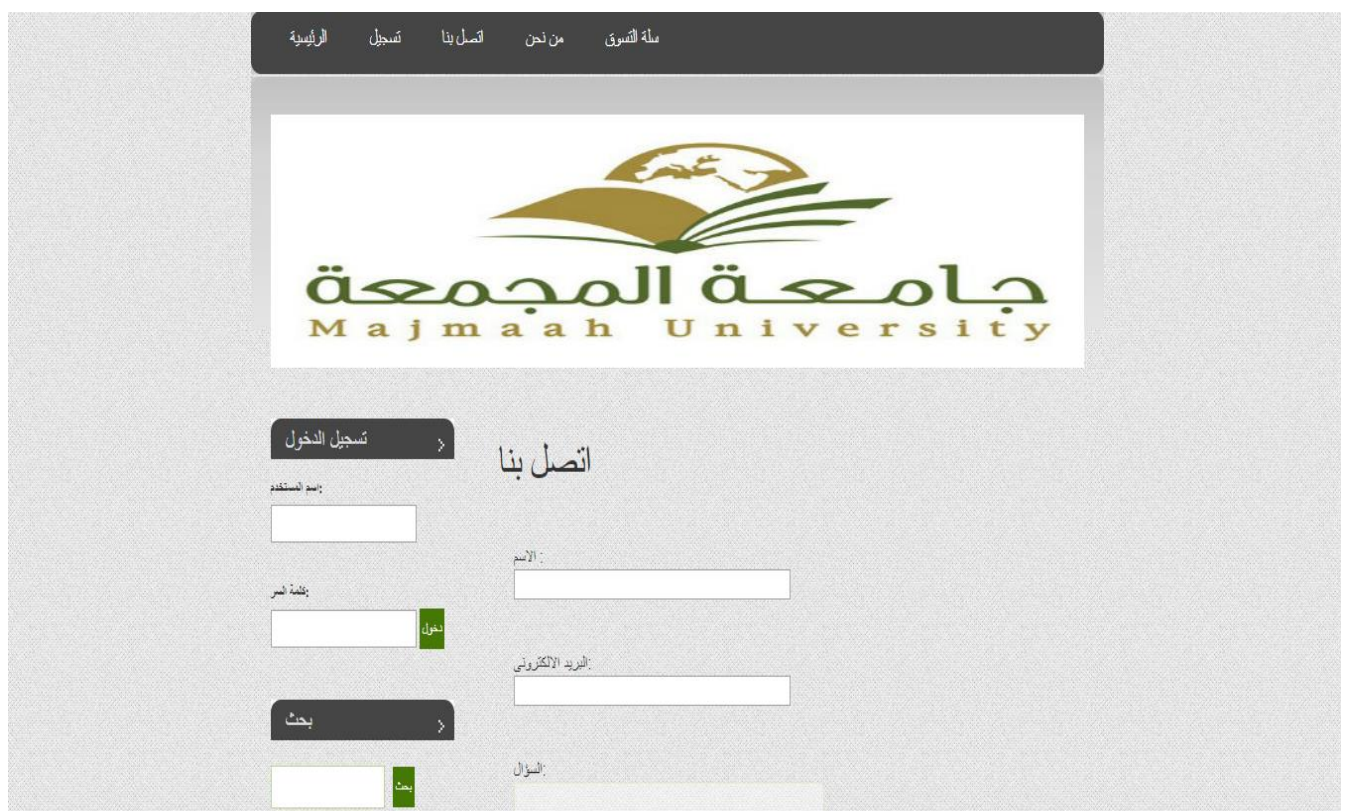 الرئيسية تسجيل اتصل بنا من نحن سلة التسوق
جامعة المجمعة
Majmaah University
تسجيل الدخول
اسم المستخدم:
كلمة السر:
دخول
بحث
بحث
اتصل بنا
الاسم :
البريد الالكترونى:
السؤال: